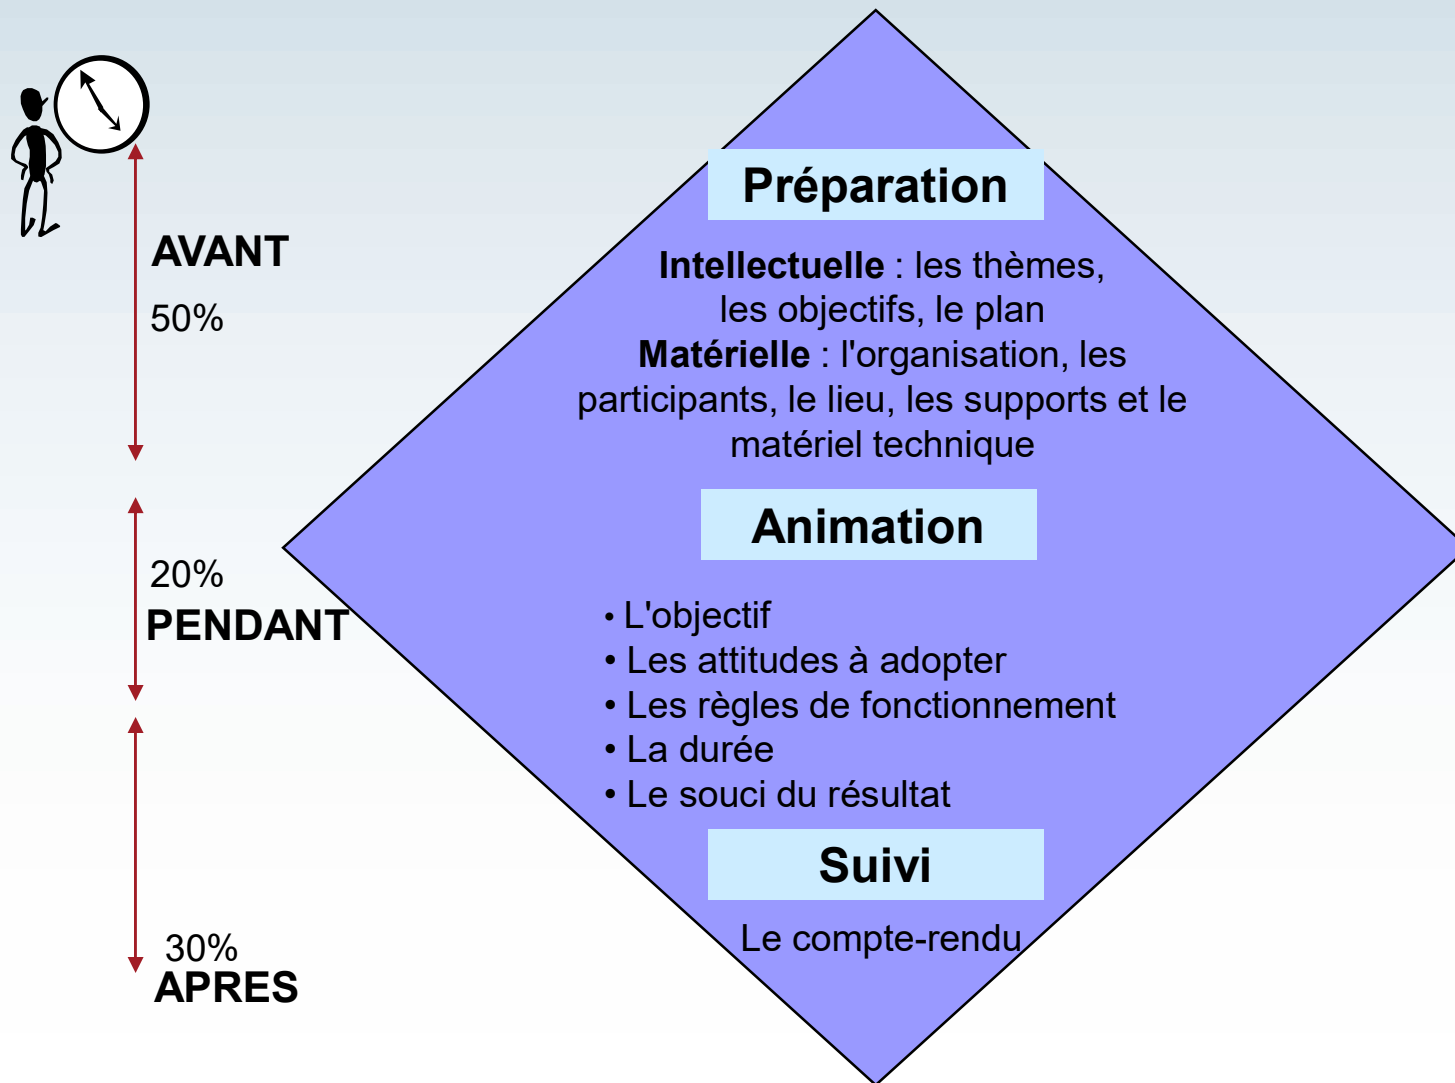 Préparation
AVANT
50%
Intellectuelle : les thèmes,
les objectifs, le plan
Matérielle : l'organisation, les
participants, le lieu, les supports et le
matériel technique
Animation
20%
PENDANT
• L'objectif
• Les attitudes à adopter
• Les règles de fonctionnement
• La durée
• Le souci du résultat
Suivi
Le compte-rendu
30%
APRES